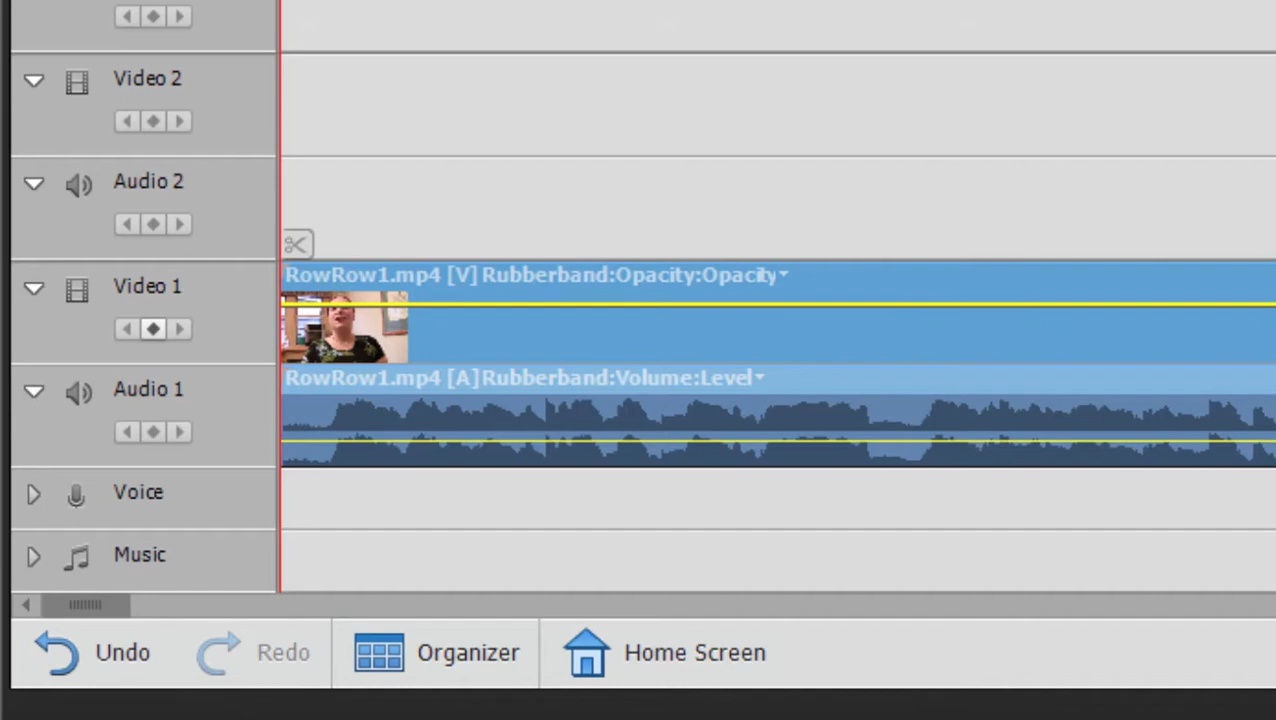 Video 2
Audio 2
RowRow1.mp4 [V] Rubberband:Opacity:Opacity
Video 1
RowRow1.mp4 [A]Rubberband:Volume:Level
Audio 1
Voice
Music
Undo Redo Organizer Home Screen